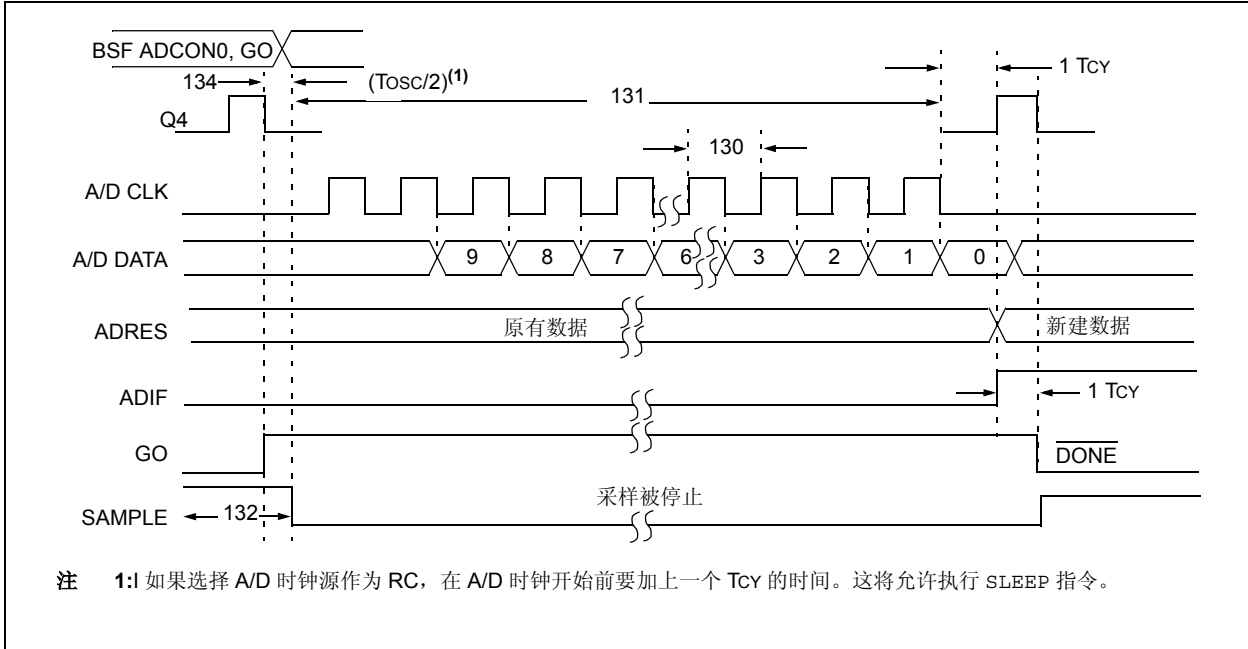 BSF ADCON0, GO
134 (TOSC/2)(1) 131 1 TCY
Q4
130
A/D CLK
A/D DATA 9 8 7 6 3 2 1 0
ADRES 原有数据 新建数据
ADIF 1 TCY
GO DONE
SAMPLE 132 采样被停止
注 1:I 如果选择 A/D 时钟源作为 RC，在 A/D 时钟开始前要加上一个 TCY 的时间。这将允许执行 SLEEP 指令。